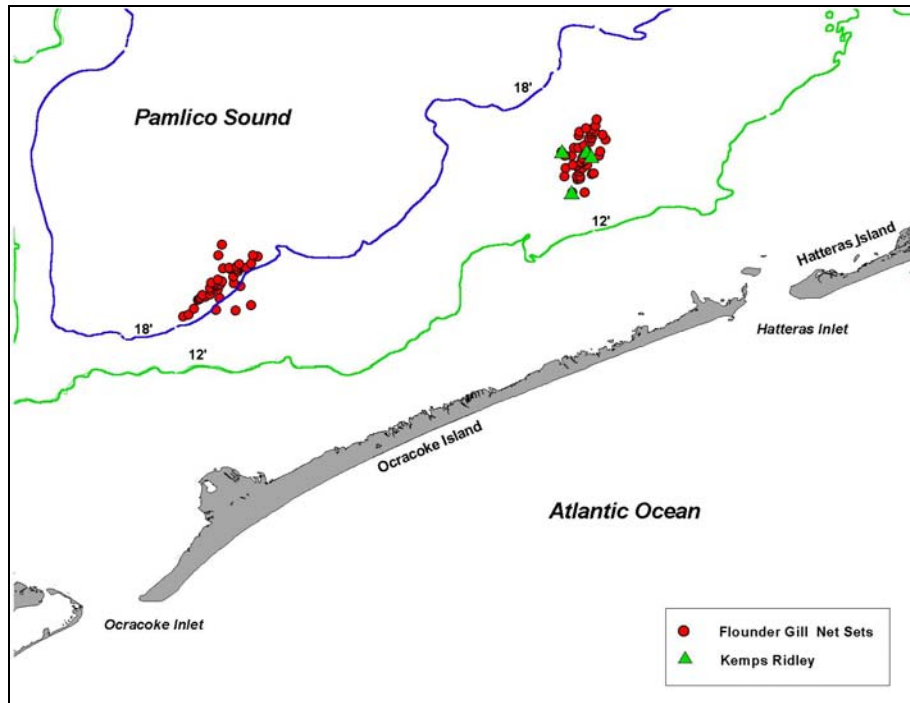 18'
Pamlico Sound
12'
Hatteras Island
18'
12'
Hatteras Inlet
Ocracoke Island
Atlantic Ocean
Ocracoke Inlet
Flounder Gill Net Sets
Kemps Ridley